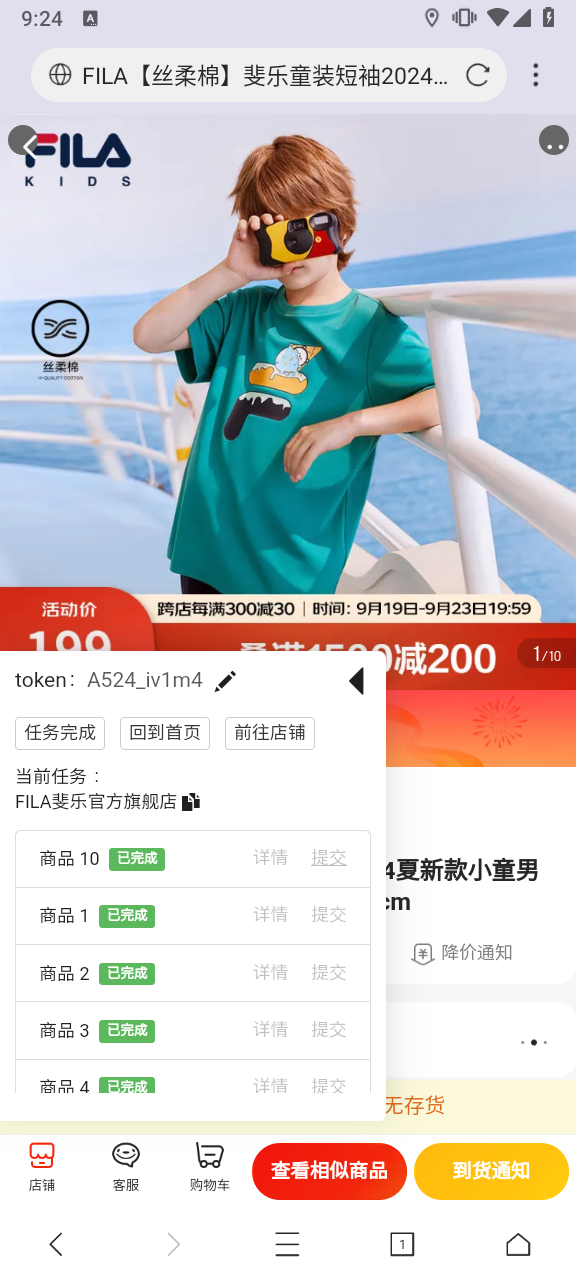 9:24
FILA【丝柔棉】斐乐童装短袖2024...
FILA
KIDS
丝柔棉
活动价
跨店每满300减30 | 时间：9月19日-9月23日19:59
199
减200
1/10
token： A524_iv1m4
任务完成 回到首页 前往店铺
当前任务：
FILA斐乐官方旗舰店
商品 10 已完成 详情 提交
商品 1 已完成 详情 提交
商品 2 已完成 详情 提交
商品 3 已完成 详情 提交
商品 4 已完成 详情 提交
4夏新款小童男
cm
降价通知
无存货
店铺 客服 购物车 查看相似商品 到货通知
1